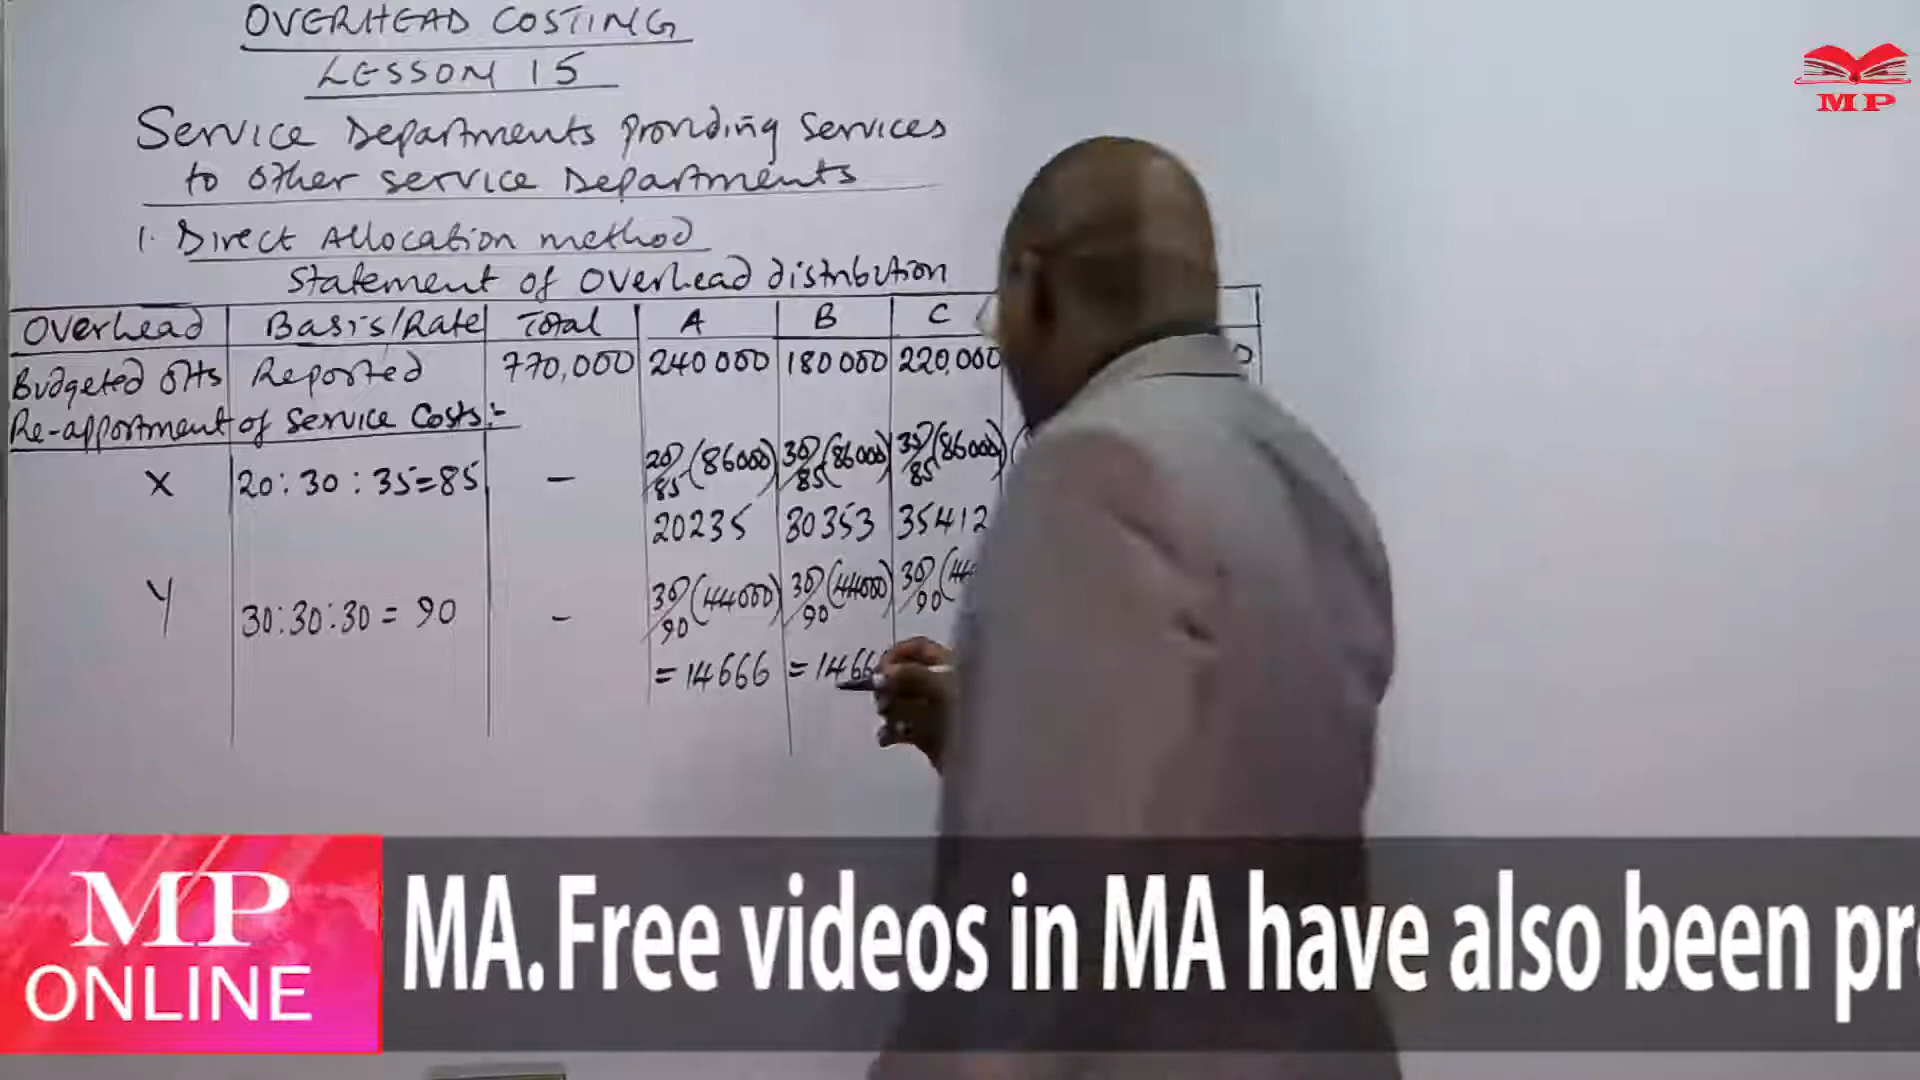 OVERHEAD COSTING
LESSON 15
MP
Service Departments providing services
to other service Departments
1. Direct Allocation method
Statement of Overhead distribution
Overhead Basis/Rate Total A B C
Budgeted OHs Reported 770,000 240000 180000 220,000
Re-apportment of service costs:-
X 20:30:35=85 - 20/85(86000) 30/85(86000) 35/85(86000)
20235 30353 35412
Y 30:30:30=90 - 30/90(44000) 30/90(44000) 30/90
=14666 =1466
MP
ONLINE
MA. Free videos in MA have also been pr